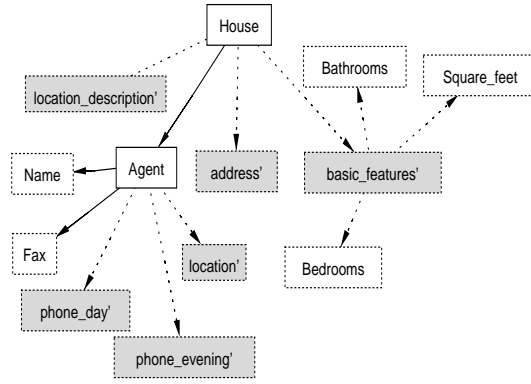 House
Bathrooms
Square_feet
location_description’
Name
Agent
address’
basic_features’
Fax
location’
Bedrooms
phone_day’
phone_evening’